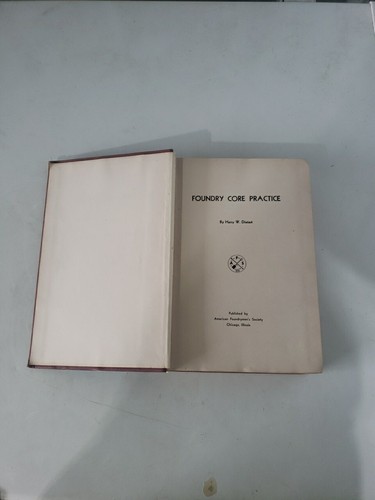 FOUNDRY CORE PRACTICE
By Harry W. Dietert
Published by
American Foundrymen's Society
Chicago Illinois